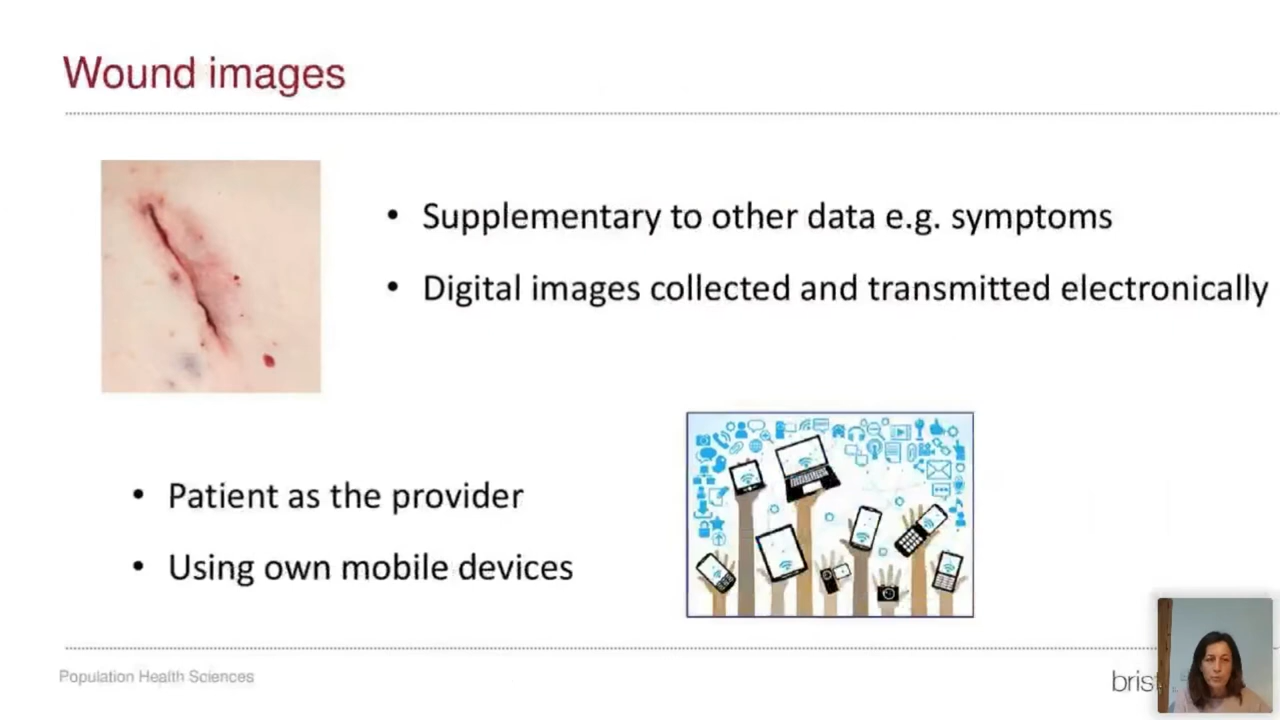 Wound images
• Supplementary to other data e.g. symptoms
• Digital images collected and transmitted electronically
• Patient as the provider
• Using own mobile devices
Population Health Sciences